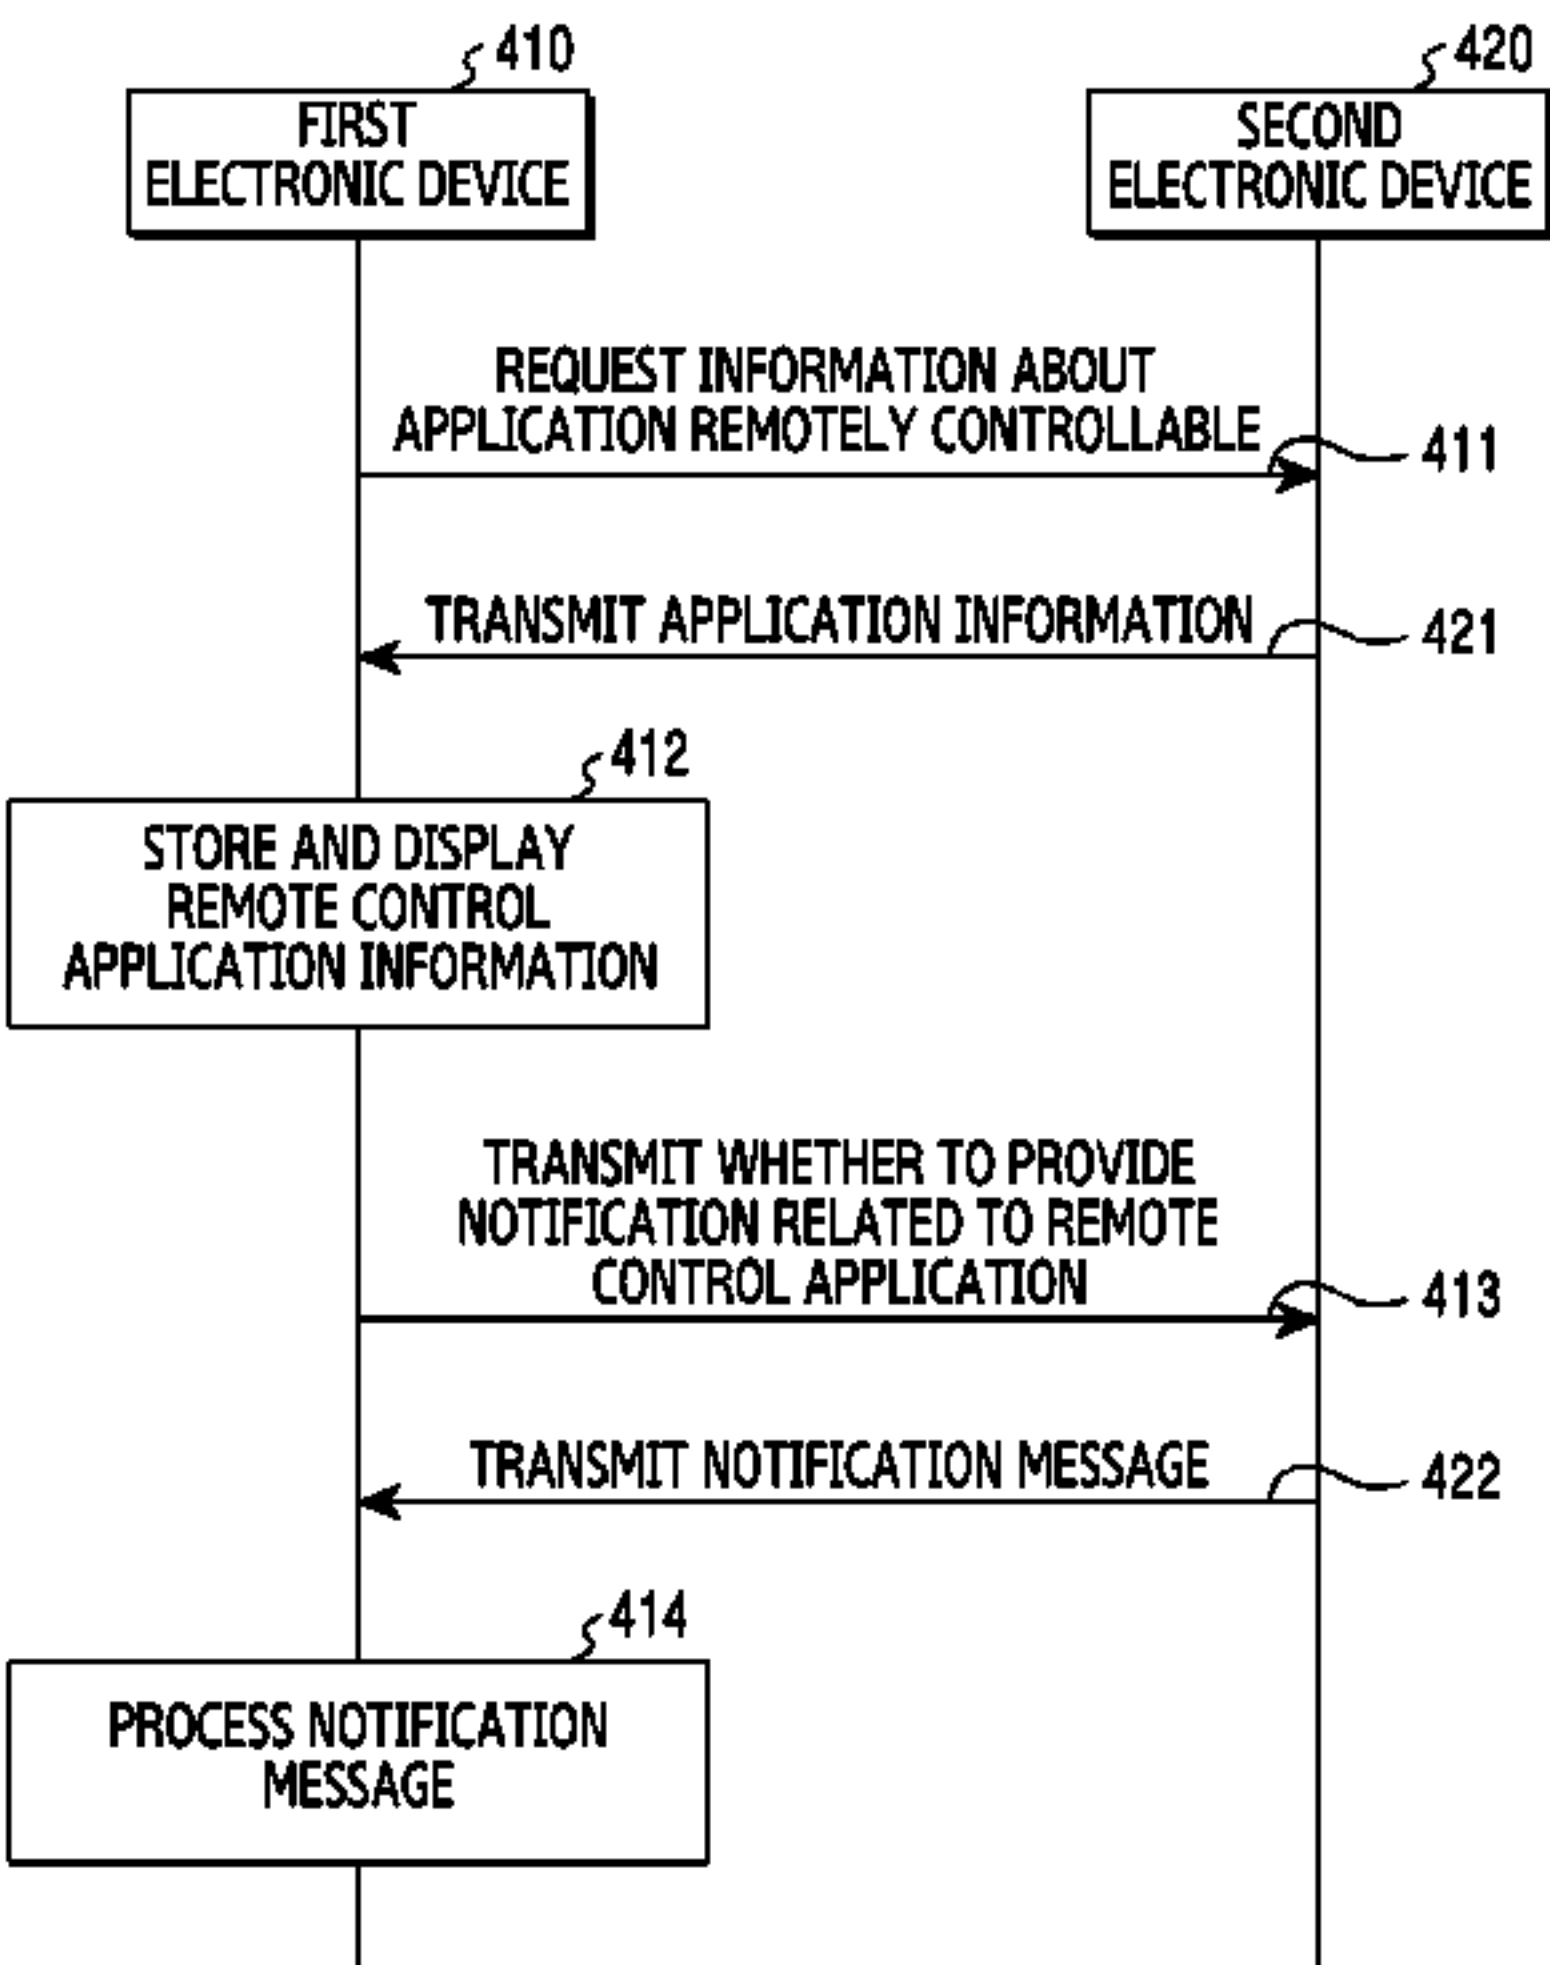 410
420
FIRST
ELECTRONIC DEVICE
SECOND
ELECTRONIC DEVICE
REQUEST INFORMATION ABOUT
APPLICATION REMOTELY CONTROLLABLE
411
TRANSMIT APPLICATION INFORMATION
421
412
STORE AND DISPLAY
REMOTE CONTROL
APPLICATION INFORMATION
TRANSMIT WHETHER TO PROVIDE
NOTIFICATION RELATED TO REMOTE
CONTROL APPLICATION
413
TRANSMIT NOTIFICATION MESSAGE
422
414
PROCESS NOTIFICATION
MESSAGE